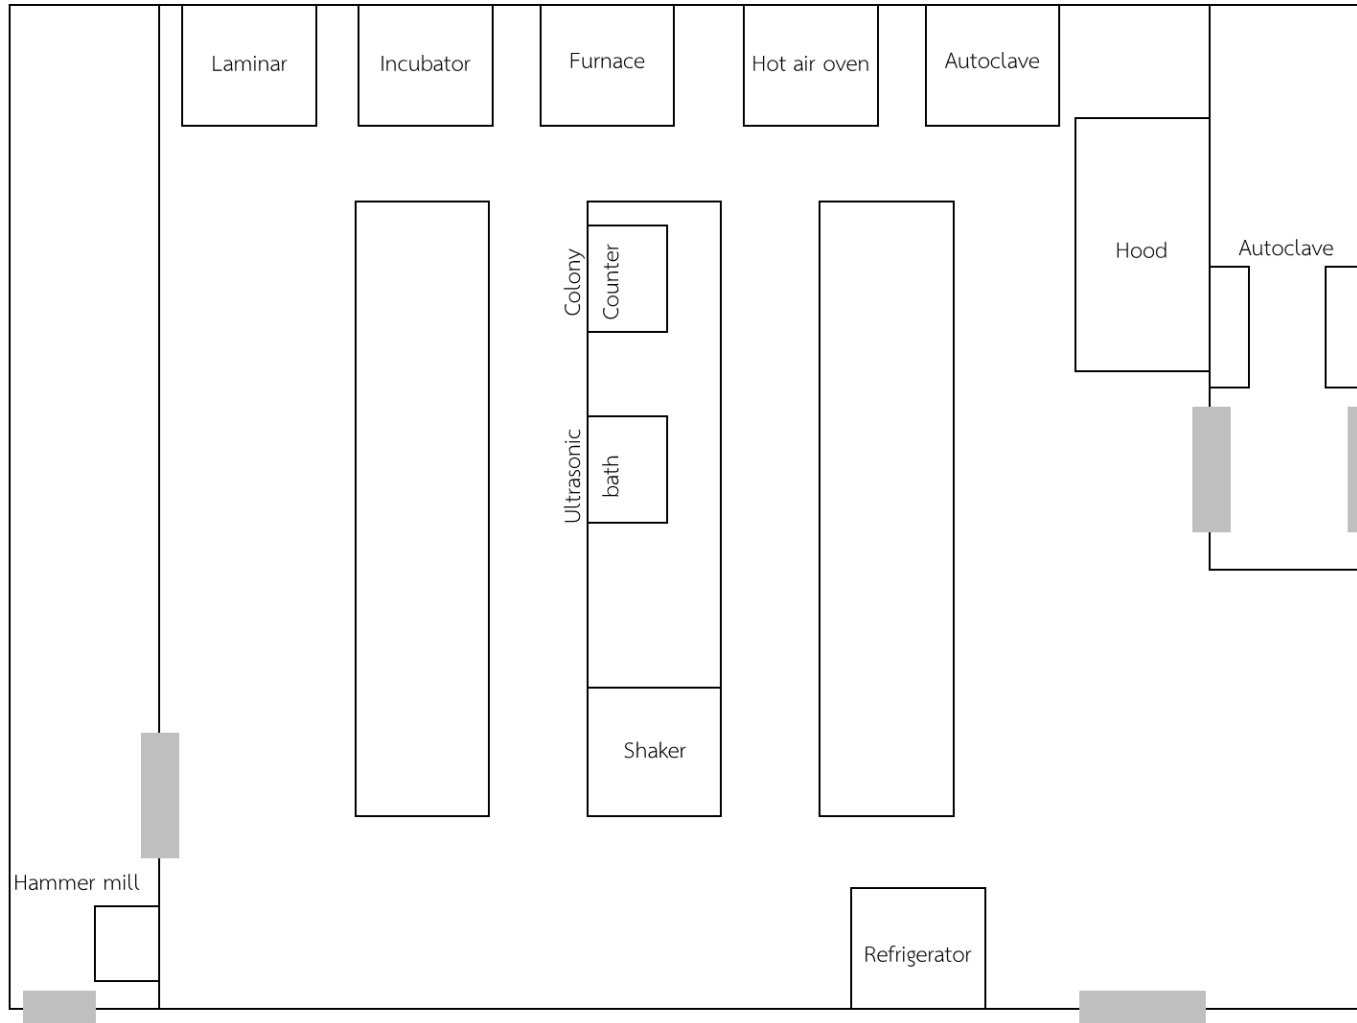 Laminar
Incubator
Furnace
Hot air oven
Autoclave
Colony
Counter
Hood
Autoclave
Ultrasonic
bath
Shaker
Hammer mill
Refrigerator